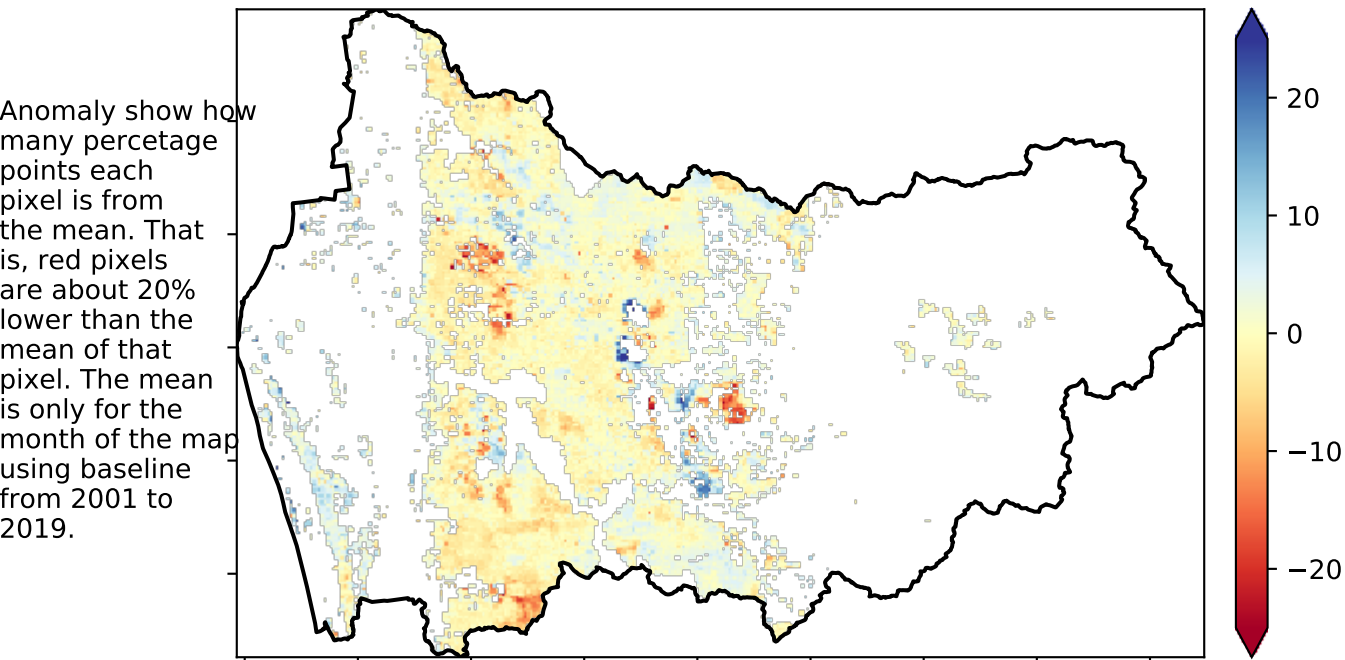 Anomaly show how
many percetage
points each
pixel is from
the mean. That
is, red pixels
are about 20%
lower than the
mean of that
pixel. The mean
is only for the
month of the map
using baseline
from 2001 to
2019.
20
10
0
−10
−20